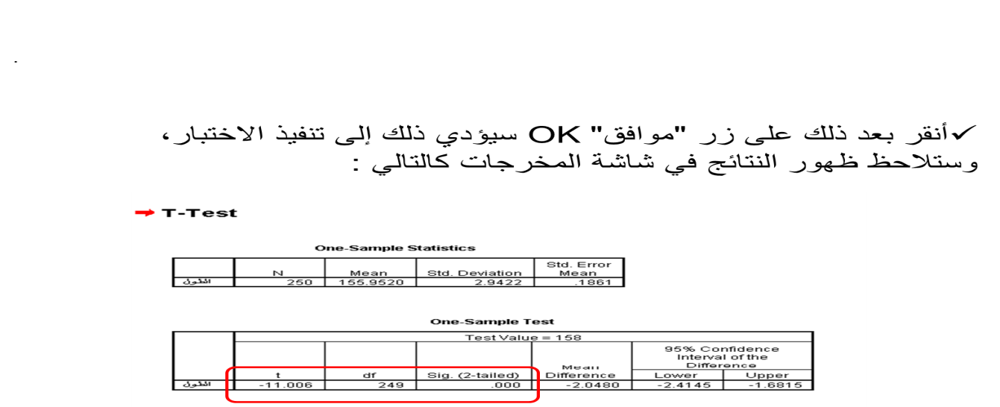 ✓أنقر بعد ذلك على زر "موافق" OK سيؤدي ذلك إلى تنفيذ الاختبار،
وستلاحظ ظهور النتائج في شاشة المخرجات كالتالي :
T-Test
One-Sample Statistics
N Mean Std. Deviation Std. Error Mean
الطول 250 155.9520 2.9422 .1861
One-Sample Test
Test Value = 158
95% Confidence
Interval of the
Difference
t df Sig. (2-tailed) Mean Difference Lower Upper
الطول -11.006 249 .000 -2.0480 -2.4145 -1.6815